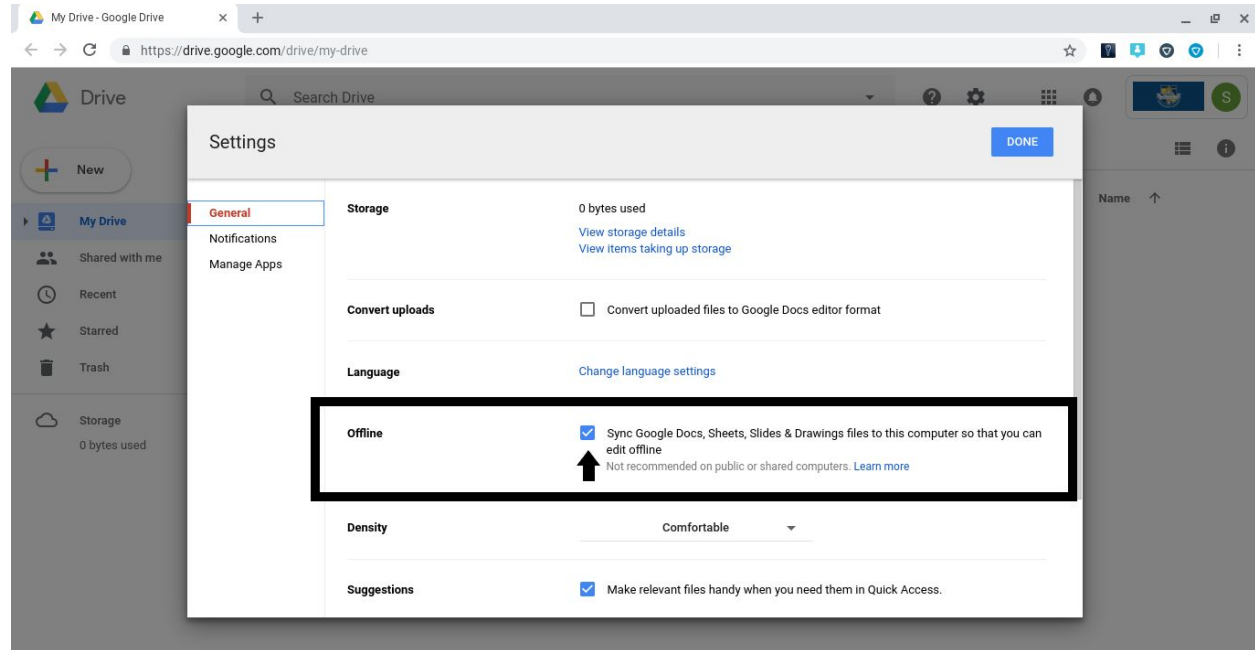 My Drive - Google Drive
https://drive.google.com/drive/my-drive
Drive
Search Drive
S
Settings
DONE
New
My Drive
Shared with me
Recent
Starred
Trash
Storage
0 bytes used
Name
General
Notifications
Manage Apps
Storage
0 bytes used
View storage details
View items taking up storage
Convert uploads
Convert uploaded files to Google Docs editor format
Language
Change language settings
Offline
Sync Google Docs, Sheets, Slides & Drawings files to this computer so that you can
edit offline
Not recommended on public or shared computers. Learn more
Density
Comfortable
Suggestions
Make relevant files handy when you need them in Quick Access.